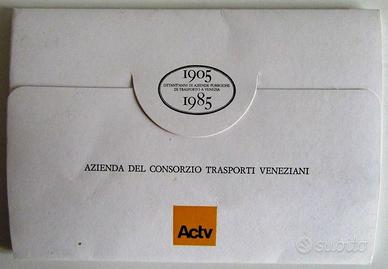 1905
OTTANT'ANNI DI AZIENDE PUBBLICHE
DI TRASPORTO A VENEZIA
1985
AZIENDA DEL CONSORZIO TRASPORTI VENEZIANI
Actv
subito